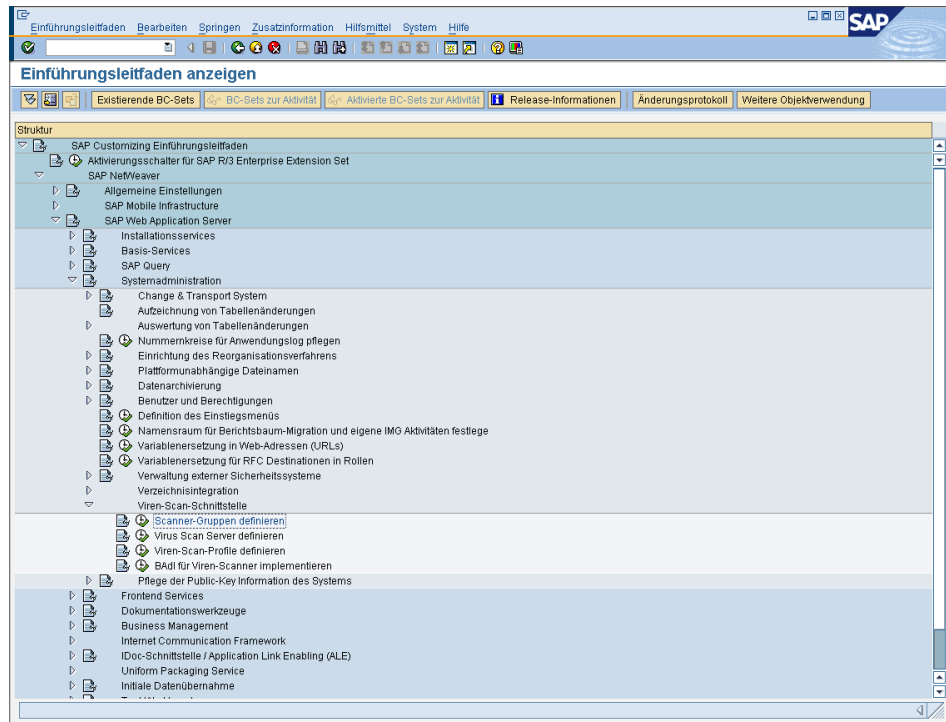 Einführungsleitfaden Bearbeiten Springen Zusatzinformation Hilfsmittel System Hilfe
SAP
Einführungsleitfaden anzeigen
Existierende BC-Sets BC-Sets zur Aktivität Aktivierte BC-Sets zur Aktivität Release-Informationen Änderungsprotokoll Weitere Objektverwendung
Struktur
SAP Customizing Einführungsleitfaden
Aktivierungsschalter für SAP R/3 Enterprise Extension Set
SAP NetWeaver
Allgemeine Einstellungen
SAP Mobile Infrastructure
SAP Web Application Server
Installationsservices
Basis-Services
SAP Query
Systemadministration
Change & Transport System
Aufzeichnung von Tabellenänderungen
Auswertung von Tabellenänderungen
Nummernkreise für Anwendungslog pflegen
Einrichtung des Reorganisationsverfahrens
Plattformunabhängige Dateinamen
Datenarchivierung
Benutzer und Berechtigungen
Definition des Einstiegsmenüs
Namensraum für Berichtsbaum-Migration und eigene IMG Aktivitäten festlege
Variablenersetzung in Web-Adressen (URLs)
Variablenersetzung für RFC Destinationen in Rollen
Verwaltung externer Sicherheitssysteme
Verzeichnisintegration
Viren-Scan-Schnittstelle
Scanner-Gruppen definieren
Virus Scan Server definieren
Viren-Scan-Profile definieren
BAdI für Viren-Scanner implementieren
Pflege der Public-Key Information des Systems
Frontend Services
Dokumentationswerkzeuge
Business Management
Internet Communication Framework
IDoc-Schnittstelle / Application Link Enabling (ALE)
Uniform Packaging Service
Initiale Datenübernahme